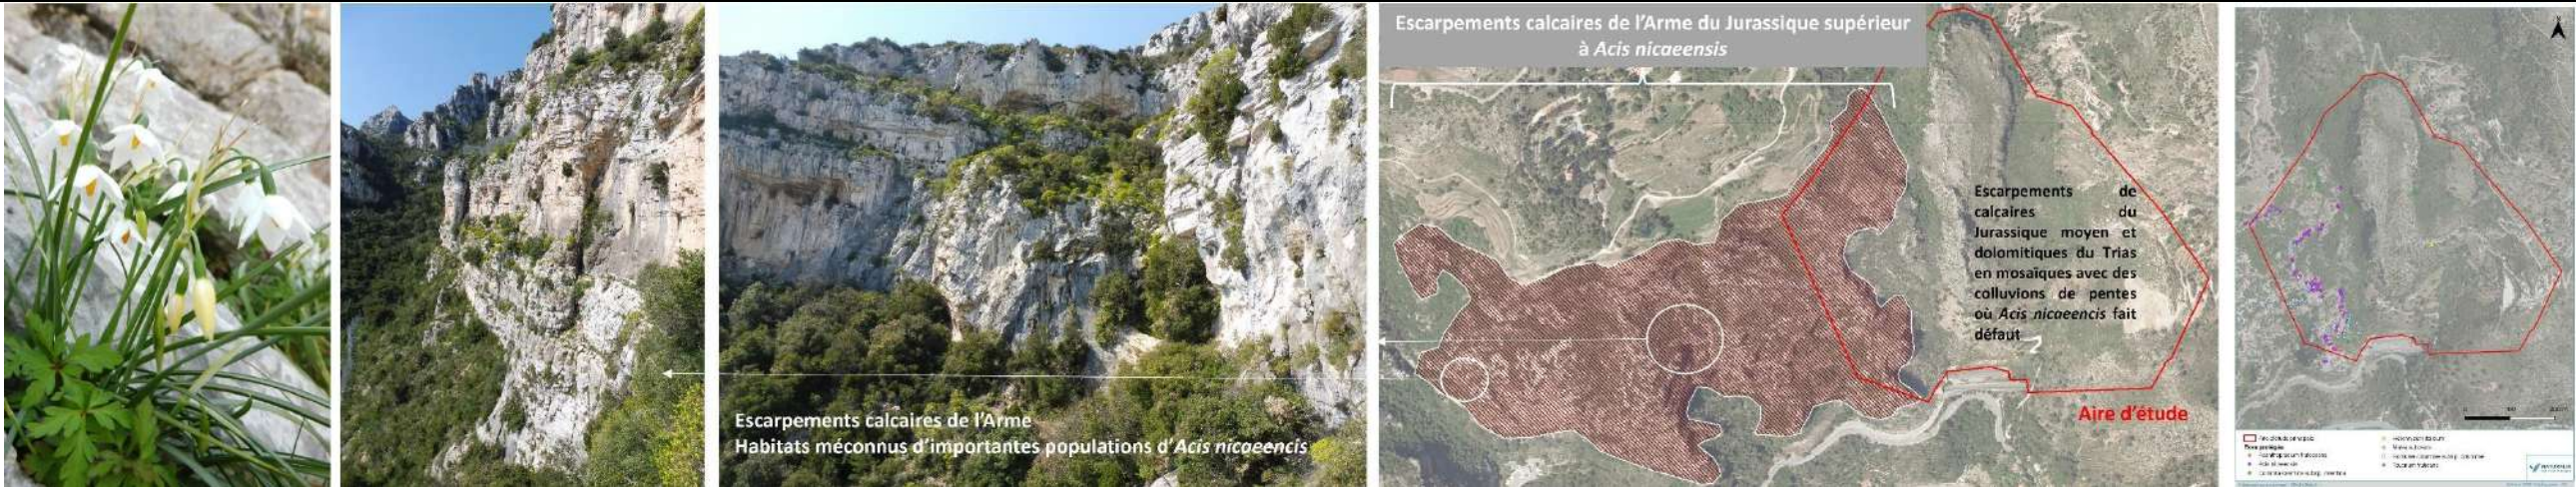 Escarpements calcaires de l'Arme
Habitats méconnus d'importantes populations d'Acis nicaeencis
Escarpements calcaires de l'Arme du Jurassique supérieur
à Acis nicaeensis
Escarpements de
calcaires du
Jurassique moyen et
dolomitiques du Trias
en mosaïques avec des
colluvions de pentes
où Acis nicaeencis fait
défaut
Aire d'étude